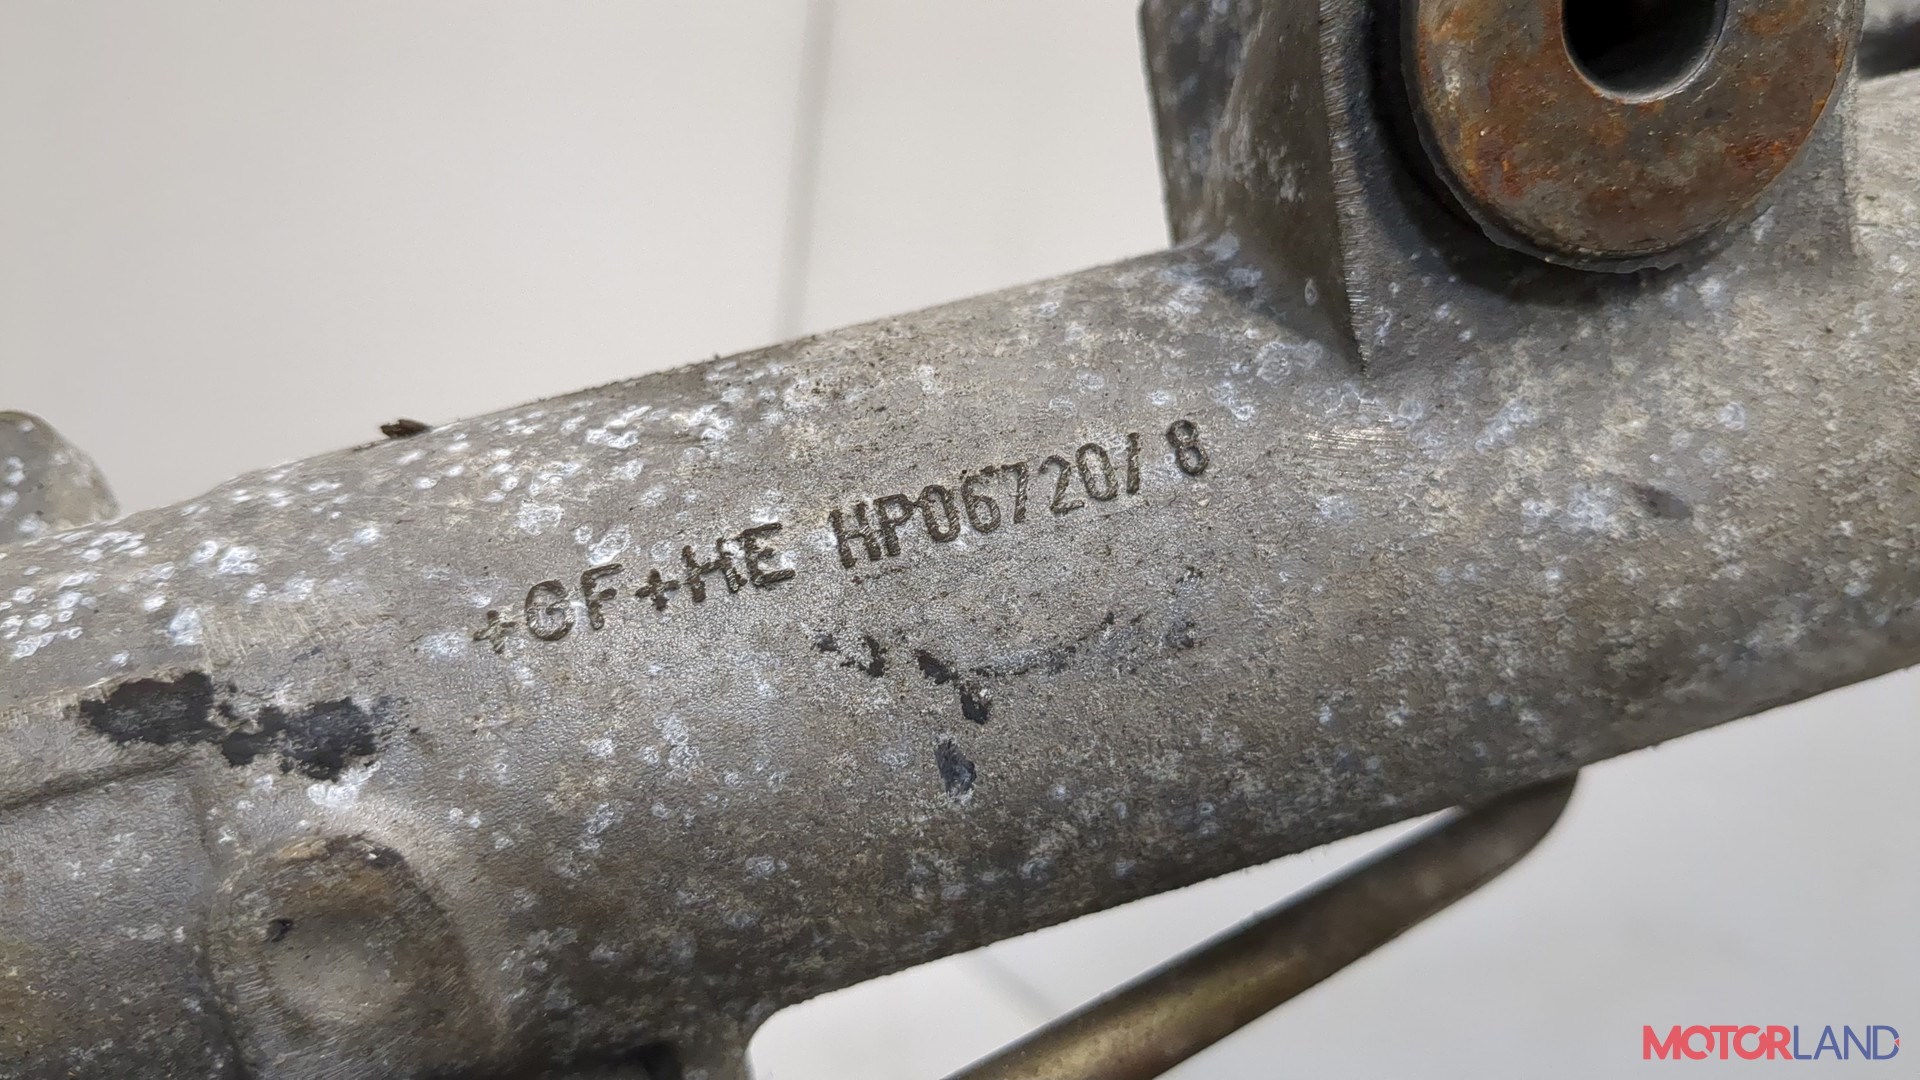 +GF+HE HP06720/ 8
MOTORLAND